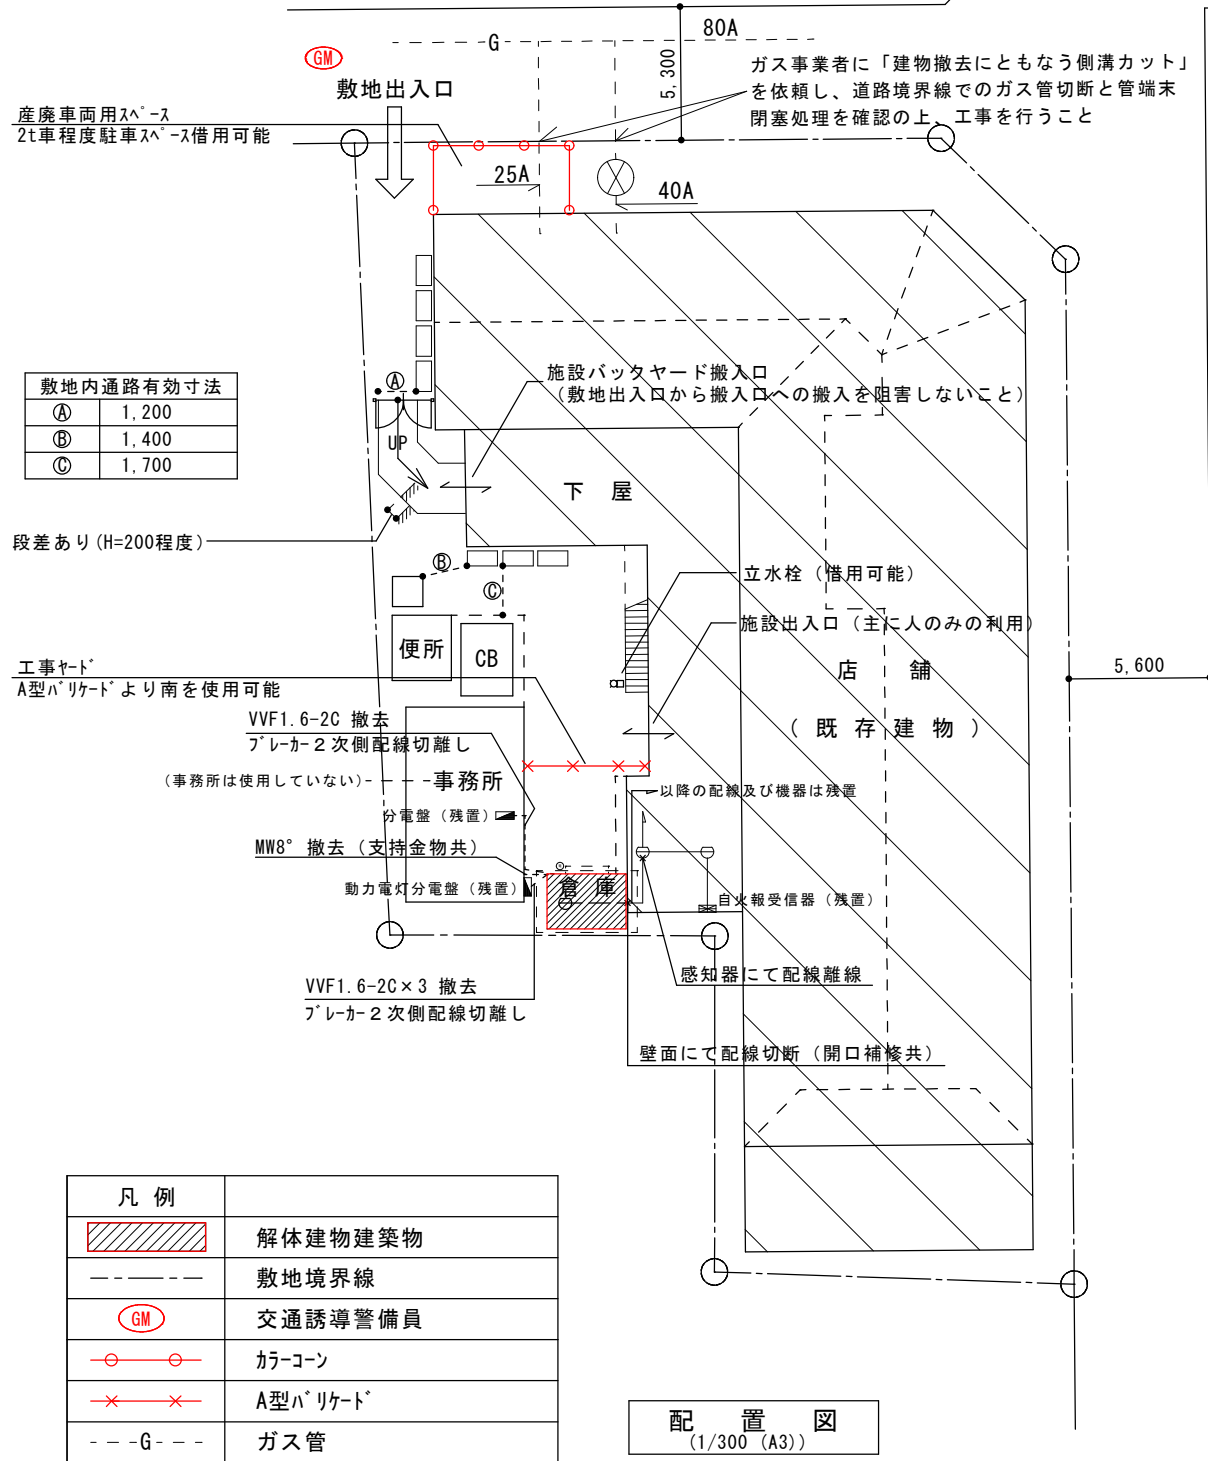 G
80A
GM
5,300
ガス事業者に「建物撤去にともなう側溝カット」
を依頼し、道路境界線でのガス管切断と管端末
閉塞処理を確認の上、工事を行うこと
敷地出入口
産廃車両用ｽﾍﾟｰｽ
2t車程度駐車ｽﾍﾟｰｽ借用可能
25A
40A
敷地内通路有効寸法
Ⓐ 1,200
Ⓑ 1,400
Ⓒ 1,700
Ⓐ
施設バックヤード搬入口
（敷地出入口から搬入口への搬入を阻害しないこと）
UP
下　屋
段差あり(H=200程度)
Ⓑ
Ⓒ
立水栓（借用可能）
施設出入口（主に人のみの利用）
便所
CB
店　舗
（既存建物）
5,600
工事ﾔｰﾄﾞ
A型ﾊﾞﾘｹｰﾄﾞより南を使用可能
VVF1.6-2C 撤去
ﾌﾞﾚｰｶｰ２次側配線切離し
（事務所は使用していない）
事務所
以降の配線及び機器は残置
分電盤（残置）
MW8° 撤去（支持金物共）
動力電灯分電盤（残置）
倉庫
自火報受信器（残置）
感知器にて配線離線
VVF1.6-2C×3 撤去
ﾌﾞﾚｰｶｰ２次側配線切離し
壁面にて配線切断（開口補修共）
凡 例
解体建物建築物
敷地境界線
GM 交通誘導警備員
ｶﾗｰｺｰﾝ
A型ﾊﾞﾘｹｰﾄﾞ
G ガス管
配　置　図
(1/300 (A3))